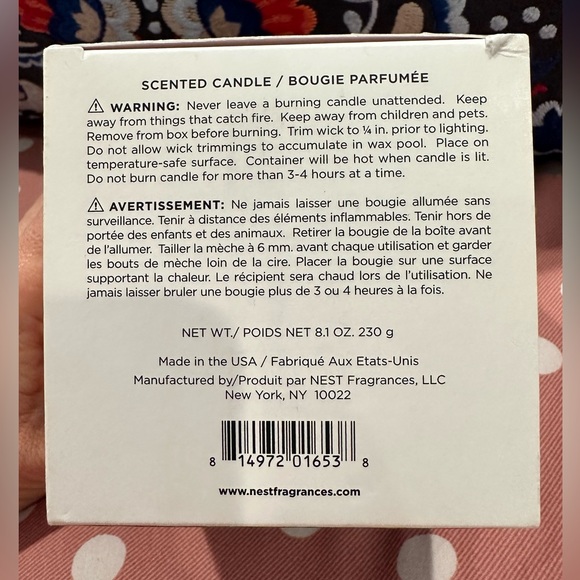 SCENTED CANDLE / BOUGIE PARFUMÉE
⚠ WARNING: Never leave a burning candle unattended. Keep
away from things that catch fire. Keep away from children and pets.
Remove from box before burning. Trim wick to ¼ in. prior to lighting.
Do not allow wick trimmings to accumulate in wax pool. Place on
temperature-safe surface. Container will be hot when candle is lit.
Do not burn candle for more than 3-4 hours at a time.
⚠ AVERTISSEMENT: Ne jamais laisser une bougie allumée sans
surveillance. Tenir à distance des éléments inflammables. Tenir hors de
portée des enfants et des animaux. Retirer la bougie de la boîte avant
de l'allumer. Tailler la mèche à 6 mm. avant chaque utilisation et garder
les bouts de mèche loin de la cire. Placer la bougie sur une surface
supportant la chaleur. Le récipient sera chaud lors de l'utilisation. Ne
jamais laisser bruler une bougie plus de 3 ou 4 heures à la fois.
NET WT./ POIDS NET 8.1 OZ. 230 g
Made in the USA / Fabriqué Aux Etats-Unis
Manufactured by/Produit par NEST Fragrances, LLC
New York, NY 10022
8 14972 01653 8
www.nestfragrances.com